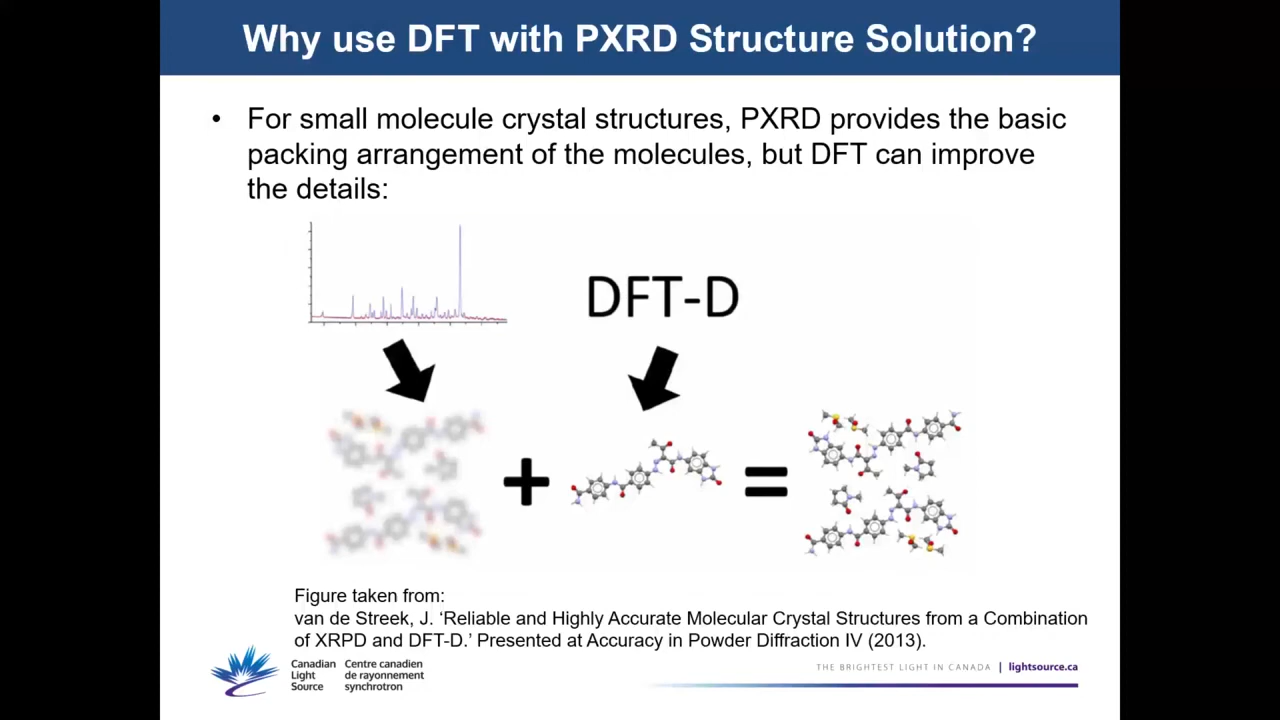 Why use DFT with PXRD Structure Solution?
• For small molecule crystal structures, PXRD provides the basic
packing arrangement of the molecules, but DFT can improve
the details:
DFT-D
+
=
Figure taken from:
van de Streek, J. ‘Reliable and Highly Accurate Molecular Crystal Structures from a Combination
of XRPD and DFT-D.’ Presented at Accuracy in Powder Diffraction IV (2013).
Canadian
Light
Source
Centre canadien
de rayonnement
synchrotron
THE BRIGHTEST LIGHT IN CANADA | lightsource.ca